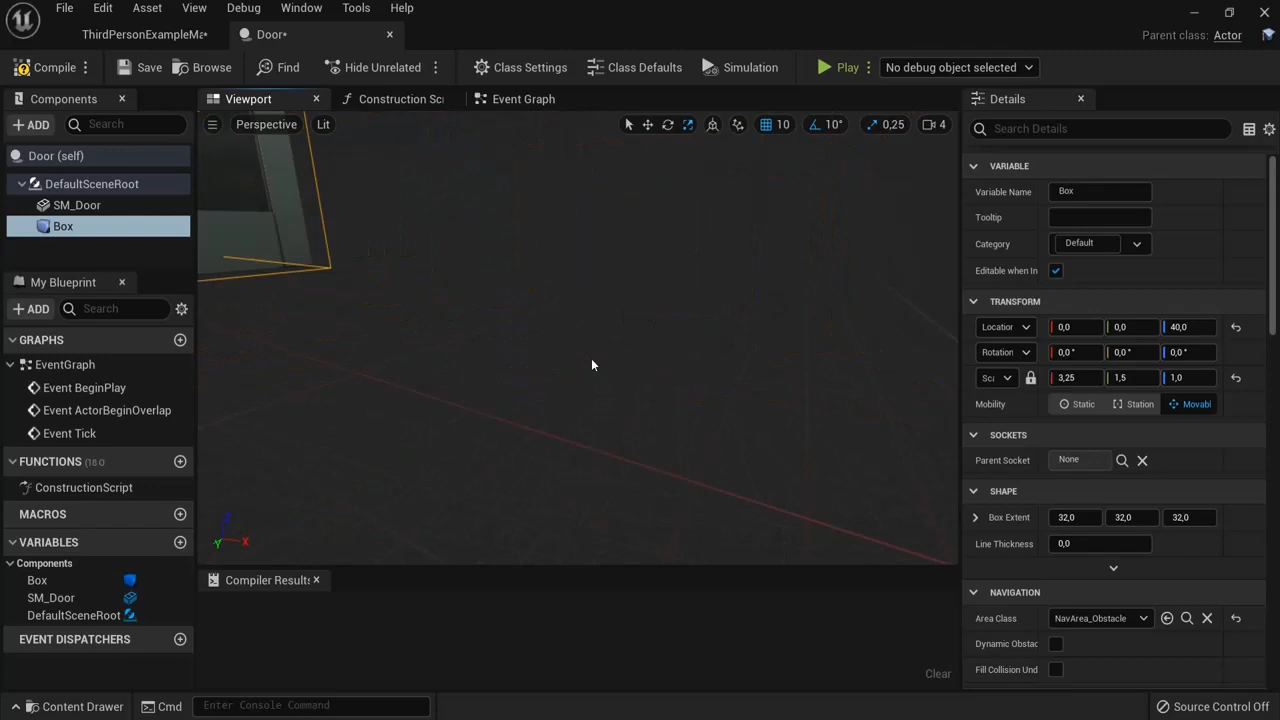 File Edit Asset View Debug Window Tools Help
ThirdPersonExampleMa* Door*
Parent class: Actor
Compile Save Browse Find Hide Unrelated Class Settings Class Defaults Simulation Play No debug object selected
Components Viewport Construction Scr Event Graph Details
+ ADD Search Perspective Lit 10 10° 0,25 4 Search Details
Door (self)
VARIABLE
DefaultSceneRoot
Variable Name Box
SM_Door
Tooltip
Box
Category Default
Editable when In
My Blueprint
+ ADD Search
TRANSFORM
GRAPHS
Location 0,0 0,0 40,0
EventGraph
Rotation 0,0 ° 0,0 ° 0,0 °
Event BeginPlay
Sca 3,25 1,5 1,0
Event ActorBeginOverlap
Mobility Static Station Movabl
Event Tick
SOCKETS
FUNCTIONS (18 O
Parent Socket None
ConstructionScript
SHAPE
MACROS
Box Extent 32,0 32,0 32,0
VARIABLES
Line Thickness 0,0
Components
Box
Compiler Results
SM_Door
NAVIGATION
DefaultSceneRoot
Area Class NavArea_Obstacle
EVENT DISPATCHERS
Dynamic Obstac
Fill Collision Und
Clear
Z
Y X
Content Drawer Cmd Enter Console Command Source Control Off